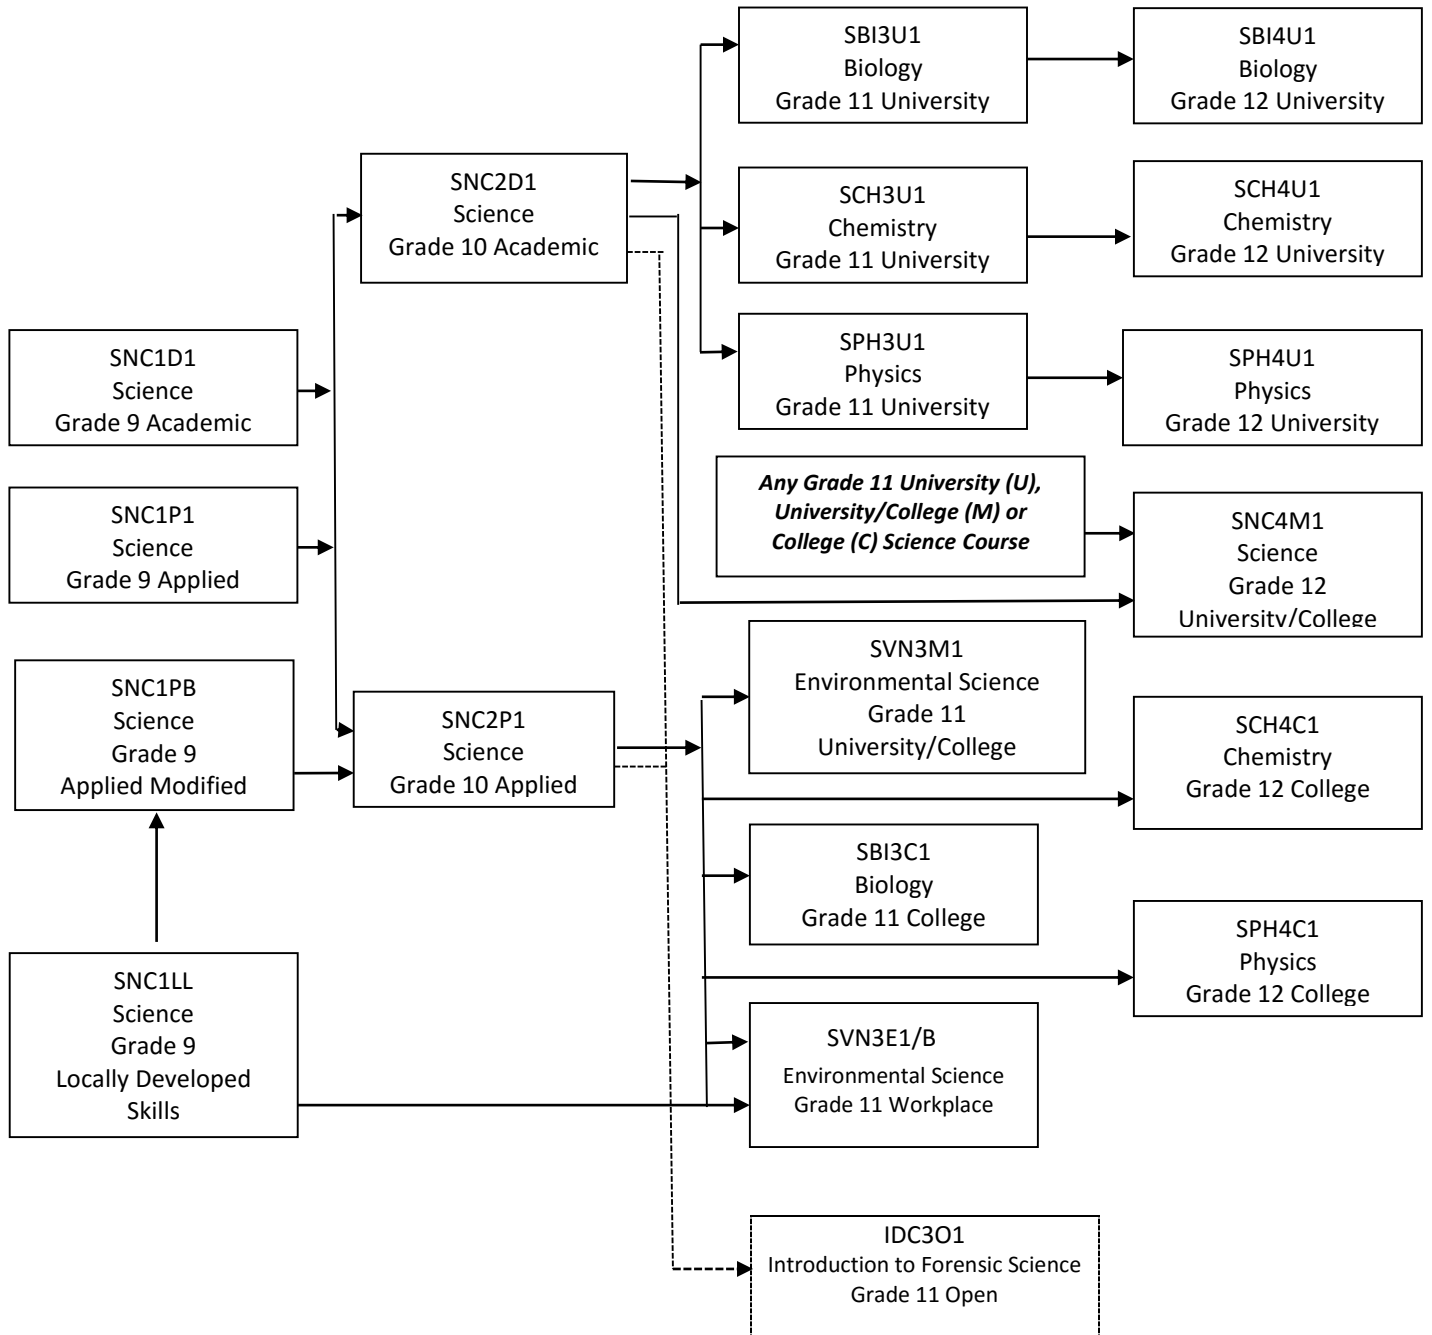 SBI3U1
Biology
Grade 11 University
SBI4U1
Biology
Grade 12 University
SNC2D1
Science
Grade 10 Academic
SCH3U1
Chemistry
Grade 11 University
SCH4U1
Chemistry
Grade 12 University
SNC1D1
Science
Grade 9 Academic
SPH3U1
Physics
Grade 11 University
SPH4U1
Physics
Grade 12 University
SNC1P1
Science
Grade 9 Applied
Any Grade 11 University (U),
University/College (M) or
College (C) Science Course
SNC4M1
Science
Grade 12
University/College
SNC1PB
Science
Grade 9
Applied Modified
SNC2P1
Science
Grade 10 Applied
SVN3M1
Environmental Science
Grade 11
University/College
SCH4C1
Chemistry
Grade 12 College
SBI3C1
Biology
Grade 11 College
SPH4C1
Physics
Grade 12 College
SNC1LL
Science
Grade 9
Locally Developed
Skills
SVN3E1/B
Environmental Science
Grade 11 Workplace
IDC3O1
Introduction to Forensic Science
Grade 11 Open